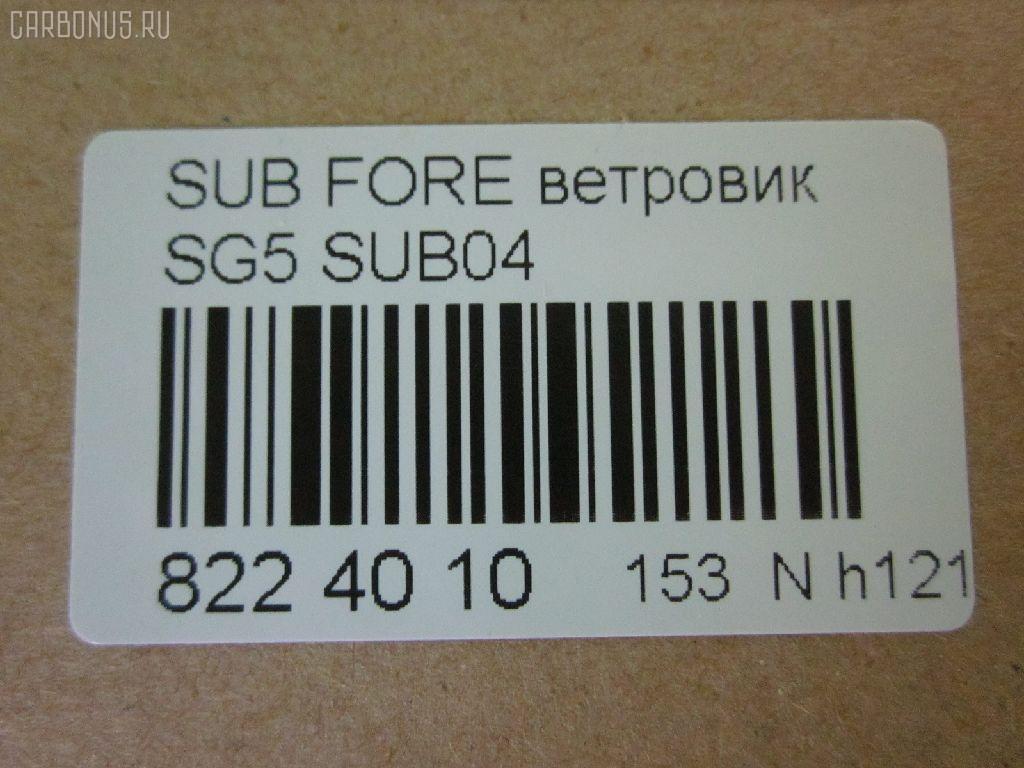 CARBONUS.RU
SUB FORE ветровик
SG5 SUB04
822 40 10 153 N h121